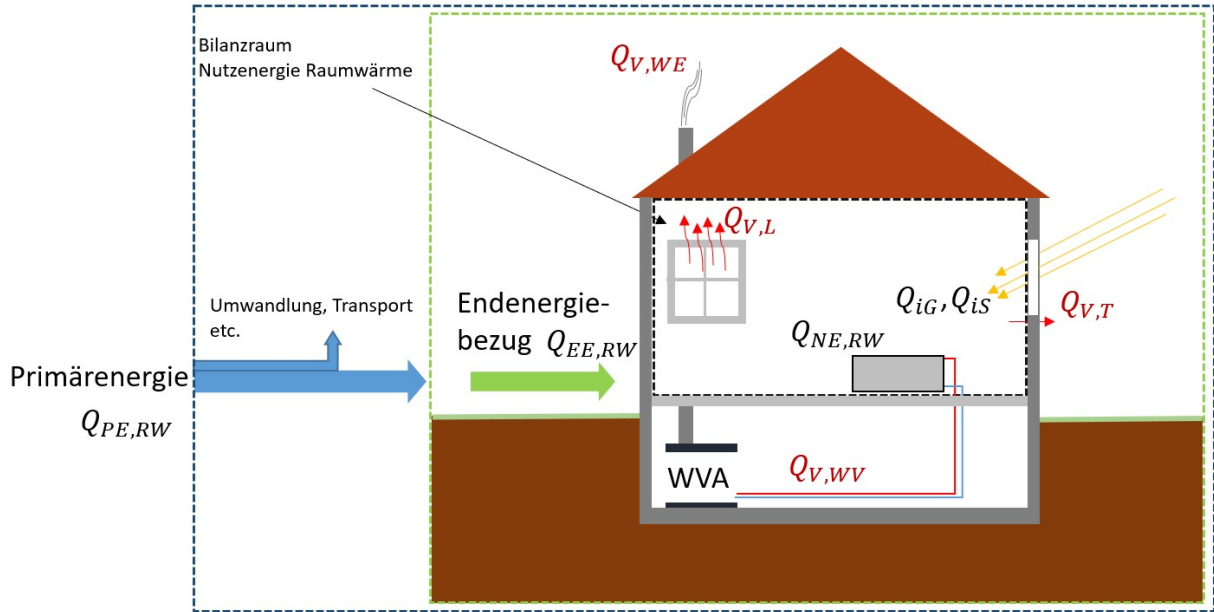 Bilanzraum
Nutzenergie Raumwärme
Q_{V,WE}
Q_{V,L}
Umwandlung, Transport
etc.
Endenergie-
bezug Q_{EE,RW}
Q_{iG}, Q_{iS}
Q_{V,T}
Q_{NE,RW}
Primärenergie
Q_{PE,RW}
WVA
Q_{V,WV}